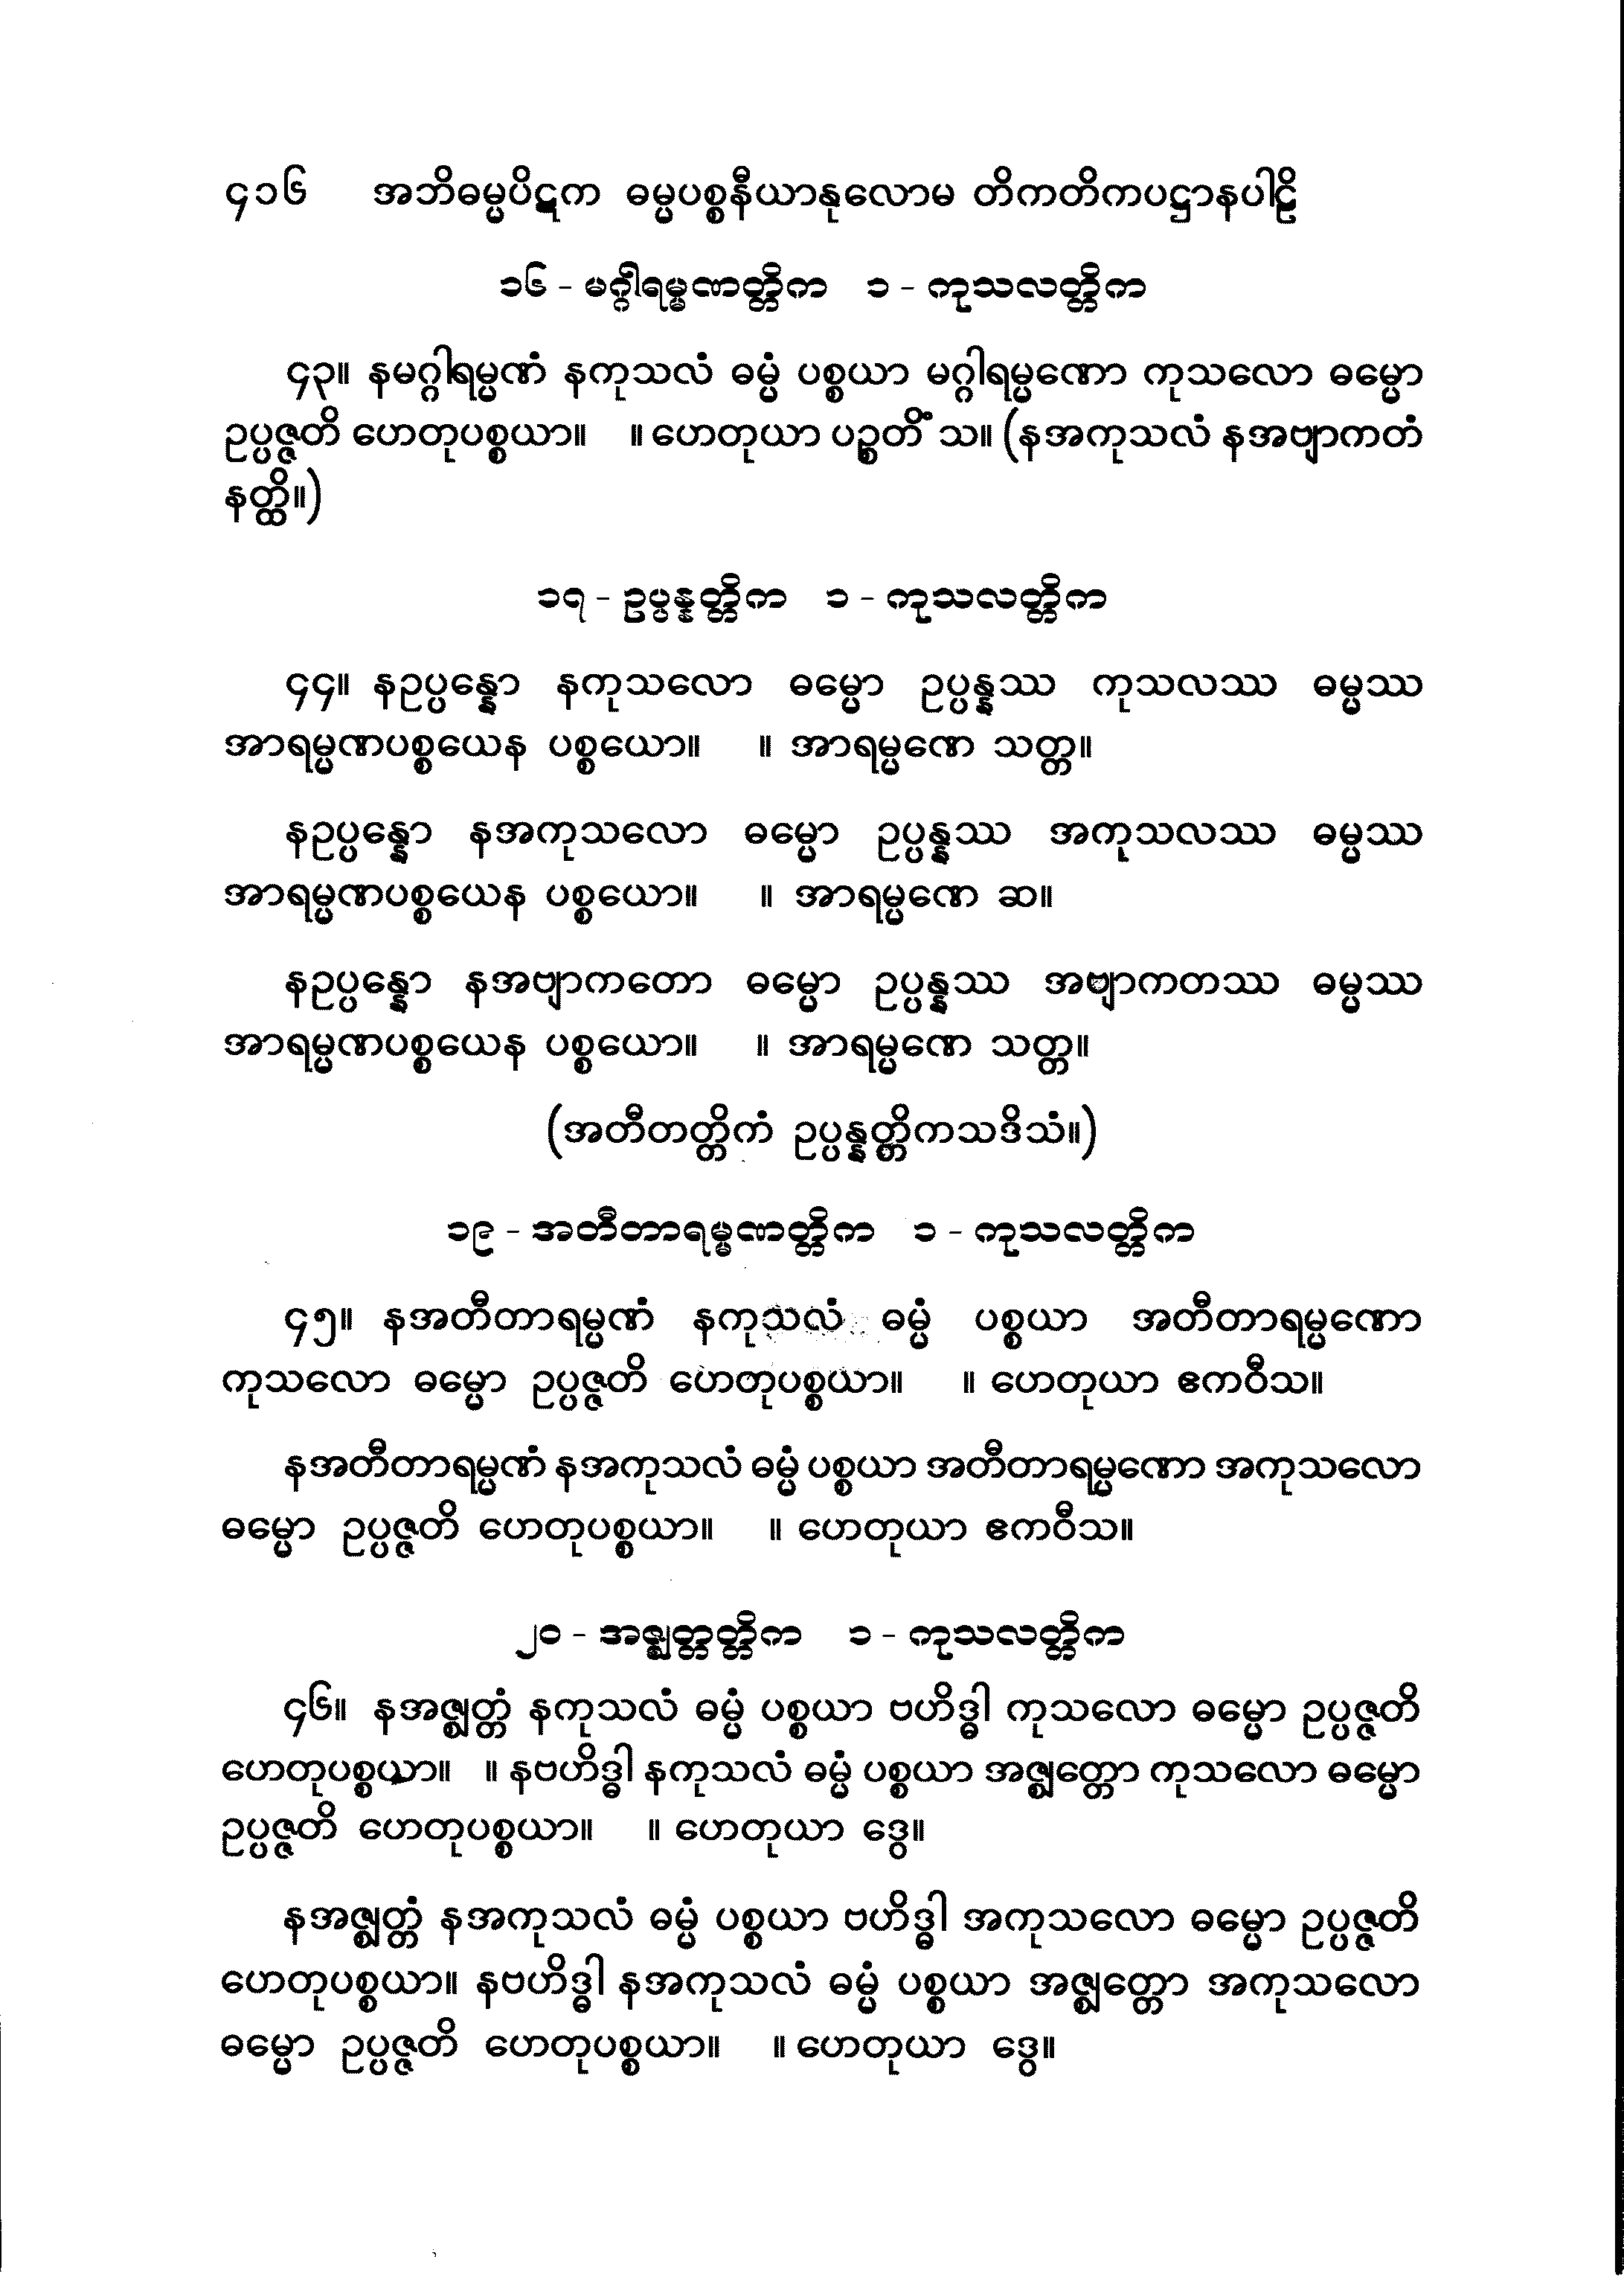 ၄၁၆ အဘိဓမ္မပိဋက ဓမ္မပစ္စနီယာနုလောမ တိကတိကပဋ္ဌာနပါဠိ
၁၆ - မဂ္ဂါရမ္မဏတ္တိက ၁ - ကုသလတ္တိက
၄၃။ နမဂ္ဂါရမ္မဏံ နကုသလံ ဓမ္မံ ပစ္စယာ မဂ္ဂါရမ္မဏော ကုသလော ဓမ္မော
ဥပ္ပဇ္ဇတိ ဟေတုပစ္စယာ။ ။ ဟေတုယာ ပဉ္စတိံ သ။ (နအကုသလံ နအဗျာကတံ
နတ္ထိ။)
၁၇ - ဥပ္ပန္နတ္တိက ၁ - ကုသလတ္တိက
၄၄။ နဥပ္ပန္နော နကုသလော ဓမ္မော ဥပ္ပန္နဿ ကုသလဿ ဓမ္မဿ
အာရမ္မဏပစ္စယေန ပစ္စယော။ ။ အာရမ္မဏေ သတ္တ။
နဥပ္ပန္နော နအကုသလော ဓမ္မော ဥပ္ပန္နဿ အကုသလဿ ဓမ္မဿ
အာရမ္မဏပစ္စယေန ပစ္စယော။ ။ အာရမ္မဏေ ဆ။
နဥပ္ပန္နော နအဗျာကတော ဓမ္မော ဥပ္ပန္နဿ အဗျာကတဿ ဓမ္မဿ
အာရမ္မဏပစ္စယေန ပစ္စယော။ ။ အာရမ္မဏေ သတ္တ။
(အတီတတ္တိကံ ဥပ္ပန္နတ္တိကသဒိသံ။)
၁၉ - အတီတာရမ္မဏတ္တိက ၁ - ကုသလတ္တိက
၄၅။ နအတီတာရမ္မဏံ နကုသလံ ဓမ္မံ ပစ္စယာ အတီတာရမ္မဏော
ကုသလော ဓမ္မော ဥပ္ပဇ္ဇတိ ဟေတုပစ္စယာ။ ။ ဟေတုယာ ဧကဝီသ။
နအတီတာရမ္မဏံ နအကုသလံ ဓမ္မံ ပစ္စယာ အတီတာရမ္မဏော အကုသလော
ဓမ္မော ဥပ္ပဇ္ဇတိ ဟေတုပစ္စယာ။ ။ ဟေတုယာ ဧကဝီသ။
၂၀ - အဇ္ဈတ္တတ္တိက ၁ - ကုသလတ္တိက
၄၆။ နအဇ္ဈတ္တံ နကုသလံ ဓမ္မံ ပစ္စယာ ဗဟိဒ္ဓါ ကုသလော ဓမ္မော ဥပ္ပဇ္ဇတိ
ဟေတုပစ္စယာ။ ။ နဗဟိဒ္ဓါ နကုသလံ ဓမ္မံ ပစ္စယာ အဇ္ဈတ္တော ကုသလော ဓမ္မော
ဥပ္ပဇ္ဇတိ ဟေတုပစ္စယာ။ ။ ဟေတုယာ ဒွေ။
နအဇ္ဈတ္တံ နအကုသလံ ဓမ္မံ ပစ္စယာ ဗဟိဒ္ဓါ အကုသလော ဓမ္မော ဥပ္ပဇ္ဇတိ
ဟေတုပစ္စယာ။ နဗဟိဒ္ဓါ နအကုသလံ ဓမ္မံ ပစ္စယာ အဇ္ဈတ္တော အကုသလော
ဓမ္မော ဥပ္ပဇ္ဇတိ ဟေတုပစ္စယာ။ ။ ဟေတုယာ ဒွေ။